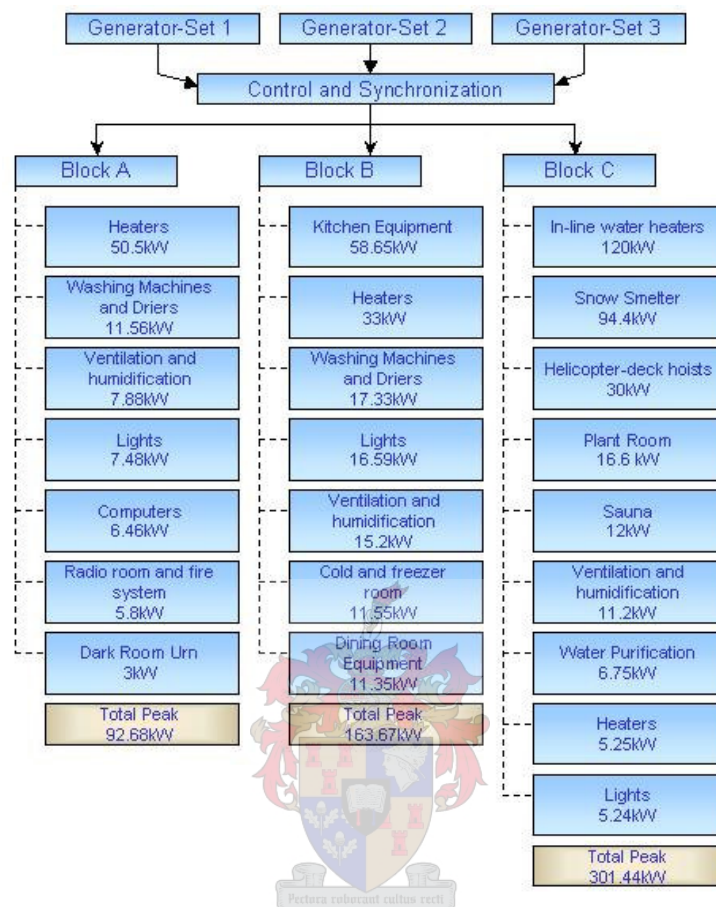 Generator-Set 1
Generator-Set 2
Generator-Set 3
Control and Synchronization
Block A
Block B
Block C
Heaters
50.5kW
Washing Machines
and Driers
11.56kW
Ventilation and
humidification
7.88kW
Lights
7.48kW
Computers
6.46kW
Radio room and fire
system
5.8kW
Dark Room Urn
3kW
Total Peak
92.68kW
Kitchen Equipment
58.65kW
Heaters
33kW
Washing Machines
and Driers
17.33kW
Lights
16.59kW
Ventilation and
humidification
15.2kW
Cold and freezer
room
11.55kW
Dining Room
Equipment
11.35kW
Total Peak
163.67kW
In-line water heaters
120kW
Snow Smelter
94.4kW
Helicopter-deck hoists
30kW
Plant Room
16.6 kW
Sauna
12kW
Ventilation and
humidification
11.2kW
Water Purification
6.75kW
Heaters
5.25kW
Lights
5.24kW
Total Peak
301.44kW
Pectora roborant cultus recti